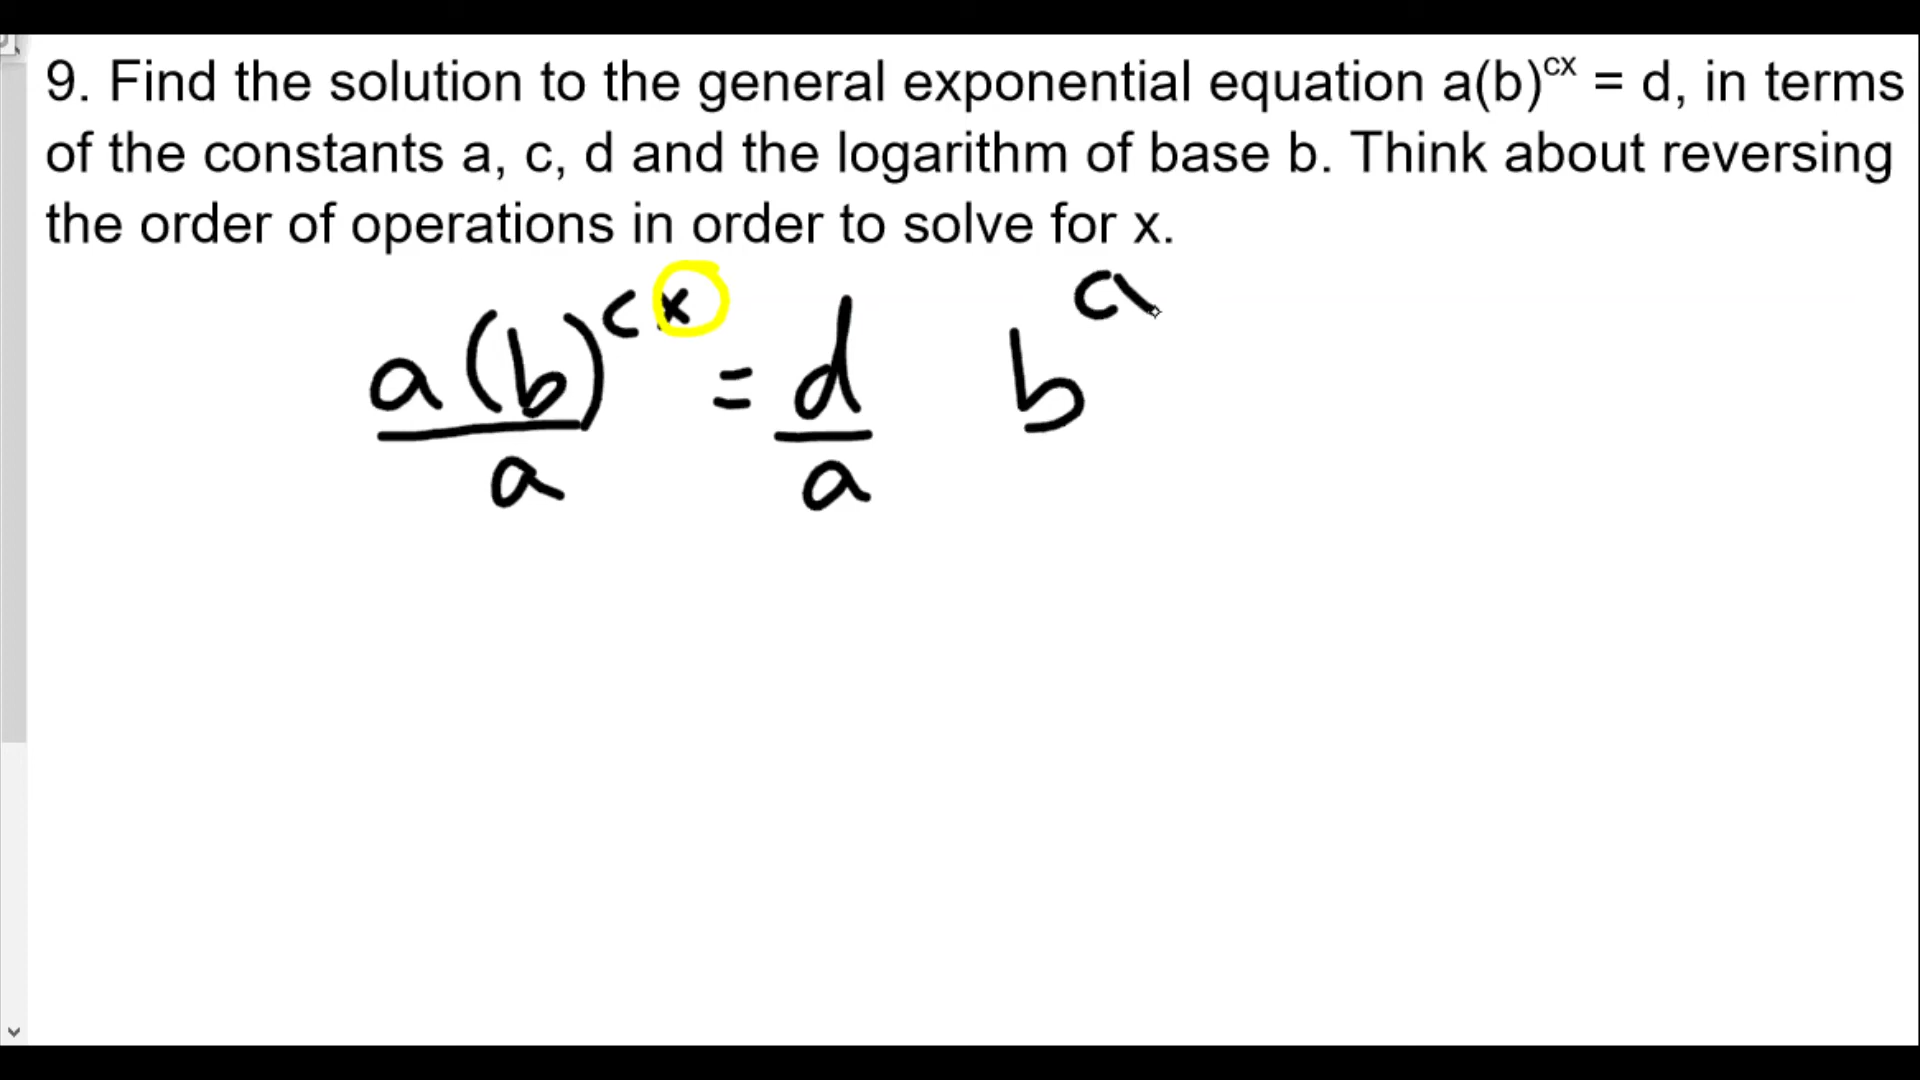 9. Find the solution to the general exponential equation a(b)^cx = d, in terms
of the constants a, c, d and the logarithm of base b. Think about reversing
the order of operations in order to solve for x.
a(b)^cx = d b^a
a a